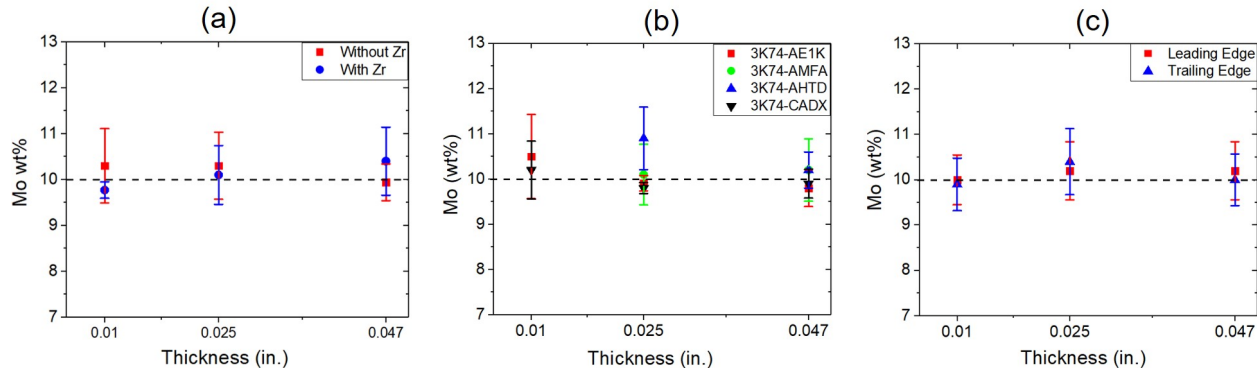 (a)
13
12
11
10
9
8
7
Mo wt%
Without Zr
With Zr
0.01
0.025
0.047
Thickness (in.)
(b)
13
12
11
10
9
8
7
Mo wt%)
3K74-AE1K
3K74-AMFA
3K74-AHTD
3K74-CADX
0.01
0.025
0.047
Thickness (in.)
(c)
13
12
11
10
9
8
7
Mo (wt%)
Leading Edge
Trailing Edge
0.01
0.025
0.047
Thickness (in.)